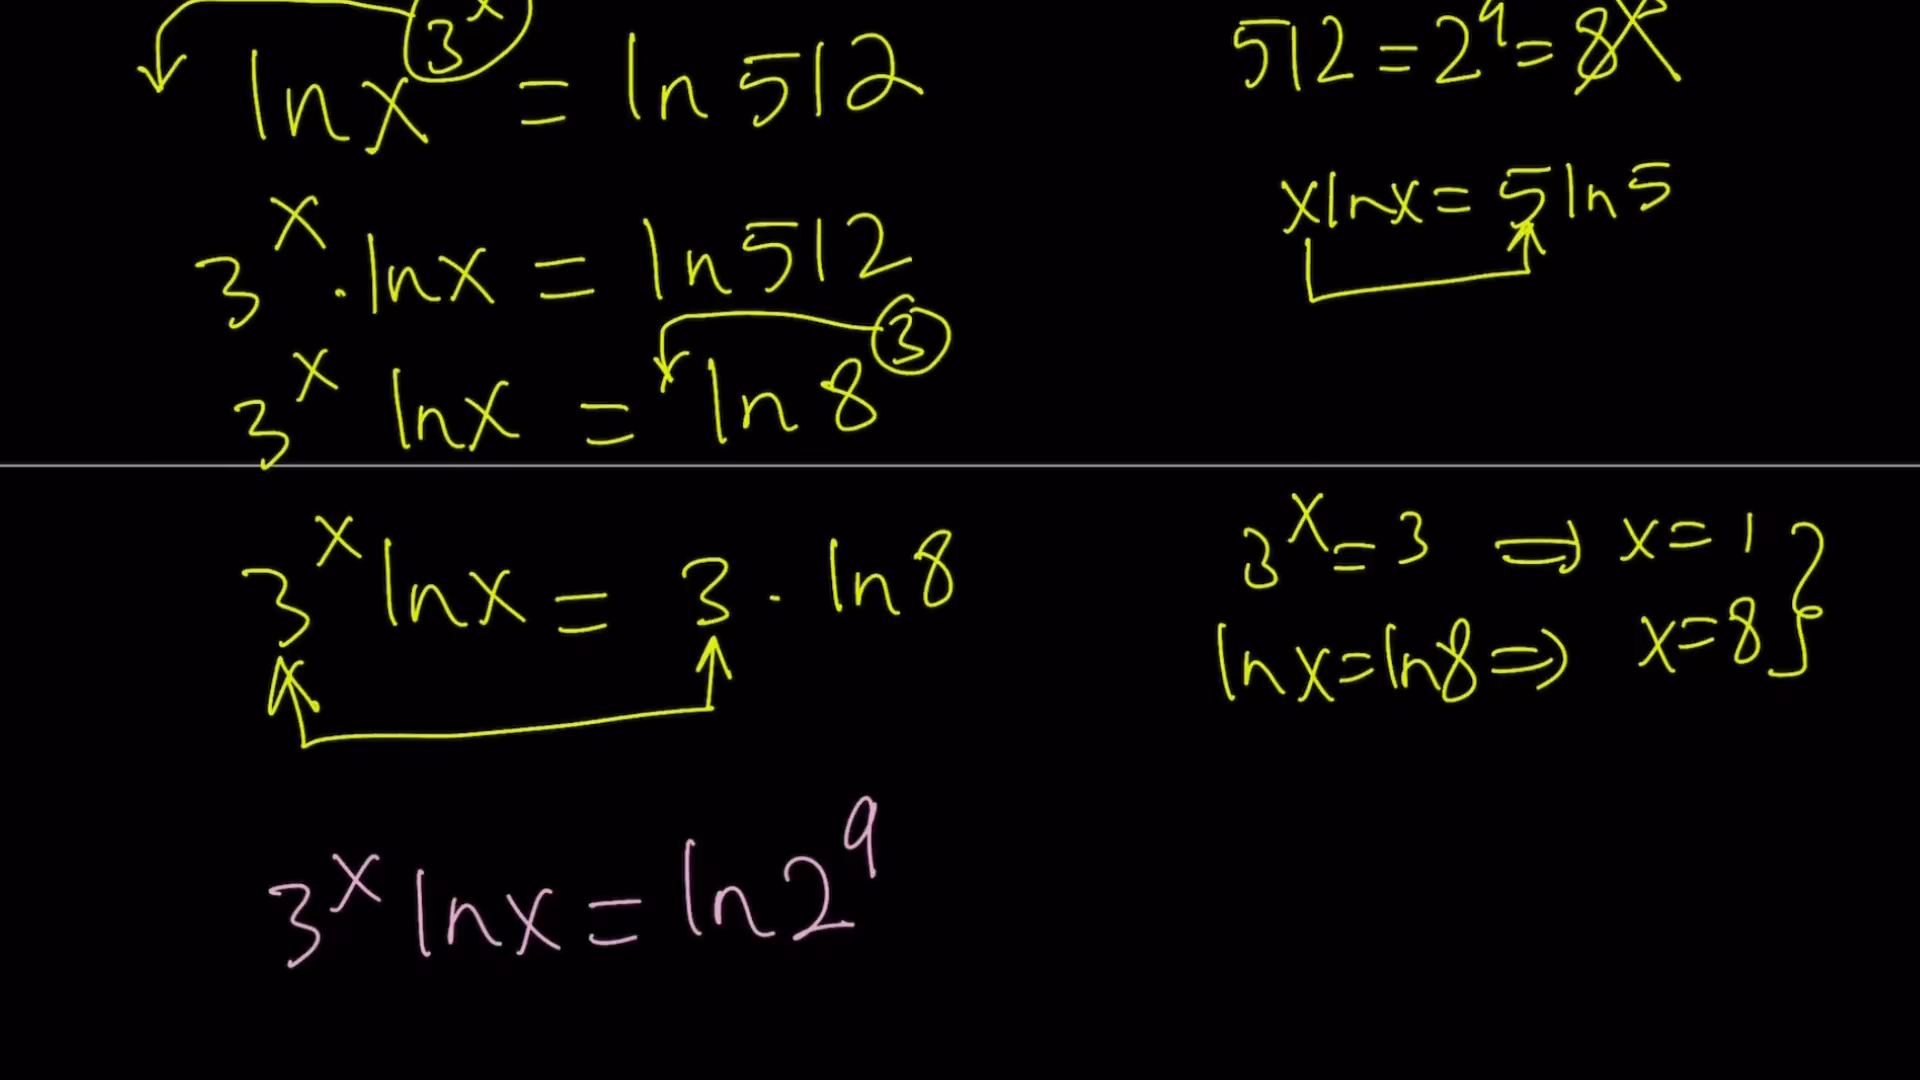 ln x^(3^x) = ln 512
3^x · ln x = ln 512
3^x ln x = ln 8^3
3^x ln x = 3 · ln 8
3^x ln x = ln 2^9
512 = 2^9 = 8^3
x ln x = 5 ln 5
3^x = 3 ⟹ x = 1
ln x = ln 8 ⟹ x = 8